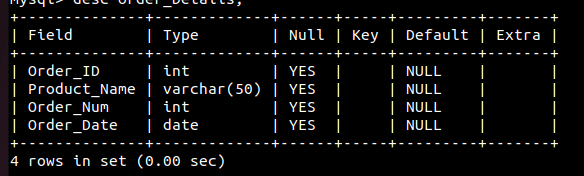 Mysql> desc Order_Details;
+--------------+-------------+------+-----+---------+-------+
| Field        | Type        | Null | Key | Default | Extra |
+--------------+-------------+------+-----+---------+-------+
| Order_ID     | int         | YES  |     | NULL    |       |
| Product_Name | varchar(50) | YES  |     | NULL    |       |
| Order_Num    | int         | YES  |     | NULL    |       |
| Order_Date   | date        | YES  |     | NULL    |       |
+--------------+-------------+------+-----+---------+-------+
4 rows in set (0.00 sec)